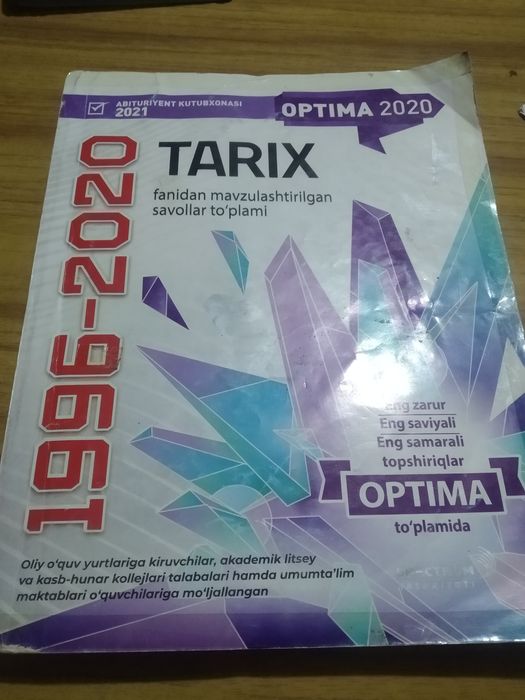 ABITURIYENT KUTUBXONASI
2021
OPTIMA 2020
TARIX
fanidan mavzulashtirilgan
savollar to'plami
1996-2020
Eng zarur
Eng saviyali
Eng samarali
topshiriqlar
OPTIMA
to'plamida
Oliy o'quv yurtlariga kiruvchilar, akademik litsey
va kasb-hunar kollejlari talabalari hamda umumta'lim
maktablari o'quvchilariga mo'ljallangan
SPECTRUM